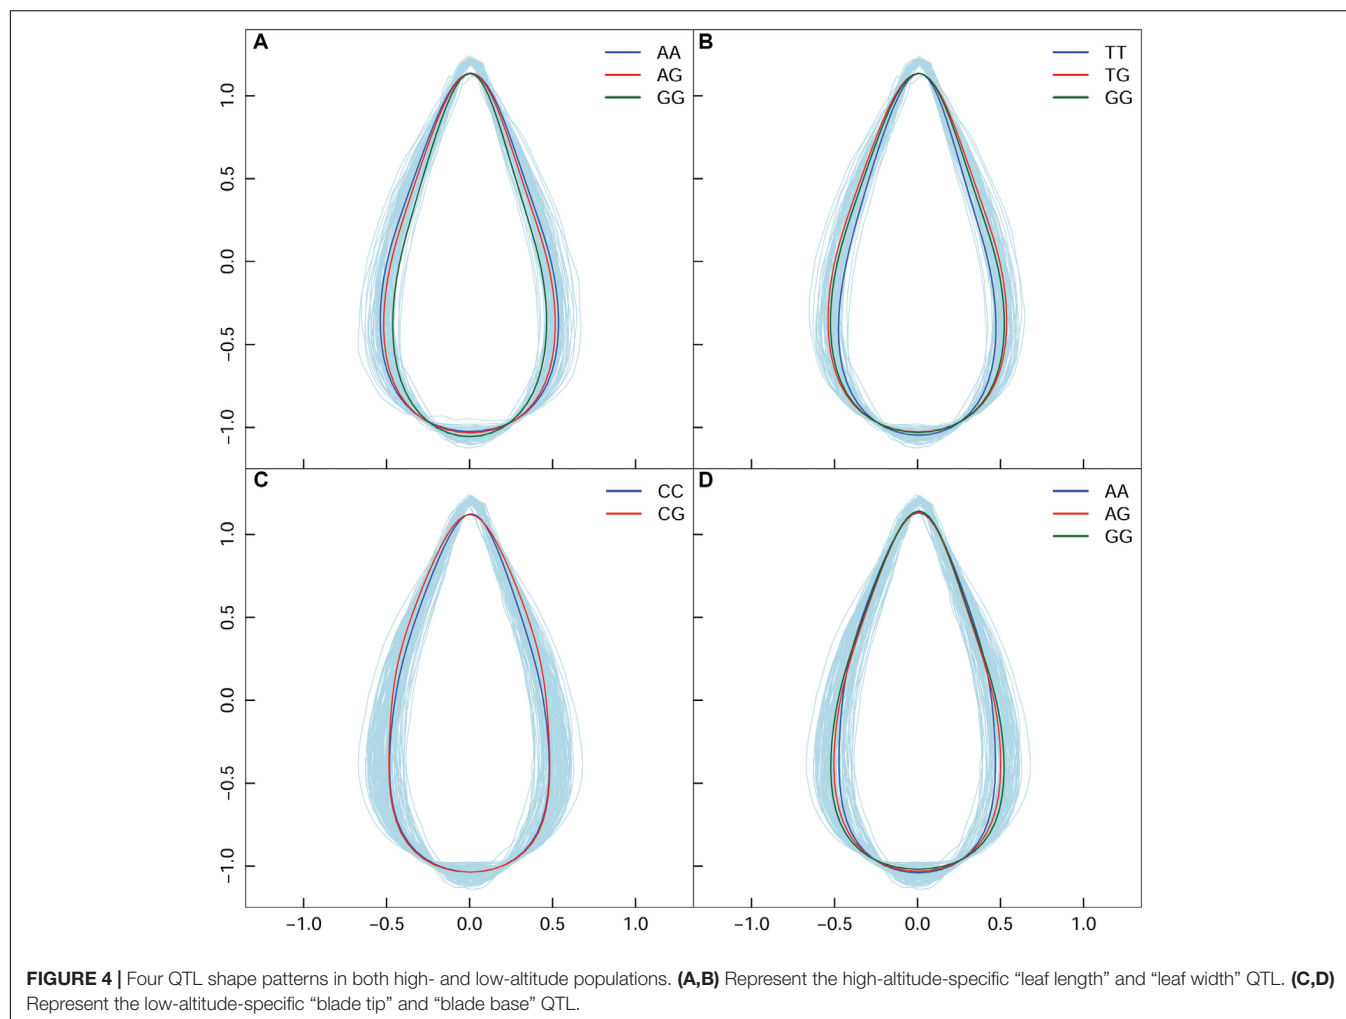 A
AA
AG
GG
B
TT
TG
GG
1.0
0.5
0.0
−0.5
−1.0
C
CC
CG
D
AA
AG
GG
1.0
0.5
0.0
−0.5
−1.0
−1.0 −0.5 0.0 0.5 1.0 −1.0 −0.5 0.0 0.5 1.0
FIGURE 4 | Four QTL shape patterns in both high- and low-altitude populations. (A,B) Represent the high-altitude-specific “leaf length” and “leaf width” QTL. (C,D)
Represent the low-altitude-specific “blade tip” and “blade base” QTL.